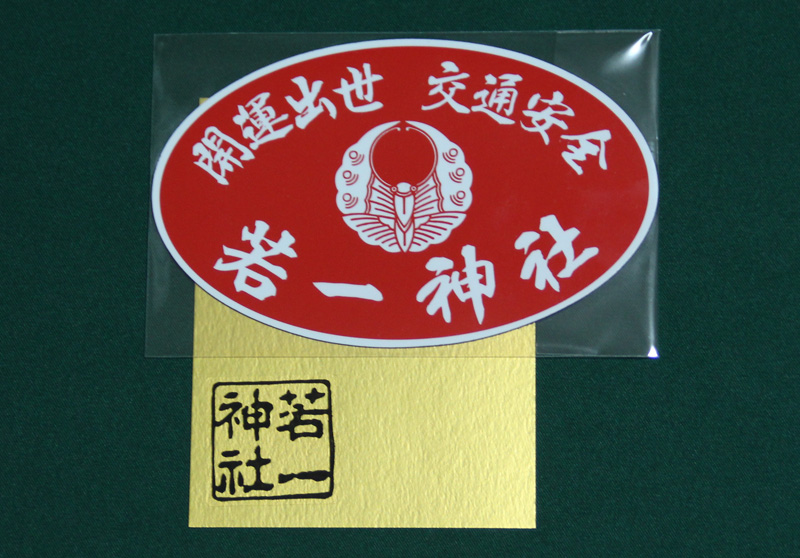 開運出世 交通安全
若一神社
若一
神社